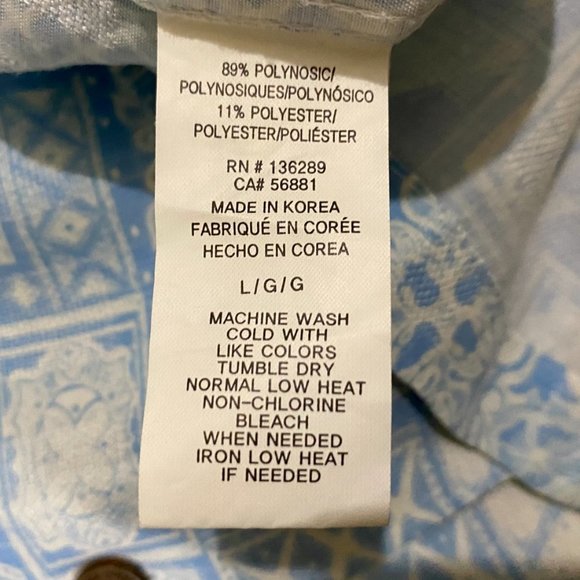 89% POLYNOSIC/
POLYNOSIQUES/POLYNÓSICO
11% POLYESTER/
POLYESTER/POLIÉSTER
RN # 136289
CA# 56881
MADE IN KOREA
FABRIQUÉ EN CORÉE
HECHO EN COREA
L/G/G
MACHINE WASH
COLD WITH
LIKE COLORS
TUMBLE DRY
NORMAL LOW HEAT
NON-CHLORINE
BLEACH
WHEN NEEDED
IRON LOW HEAT
IF NEEDED